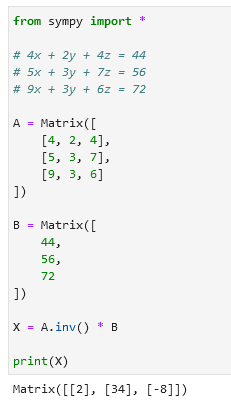 from sympy import *

# 4x + 2y + 4z = 44
# 5x + 3y + 7z = 56
# 9x + 3y + 6z = 72

A = Matrix([
    [4, 2, 4],
    [5, 3, 7],
    [9, 3, 6]
])

B = Matrix([
    44,
    56,
    72
])

X = A.inv() * B

print(X)
Matrix([[2], [34], [-8]])